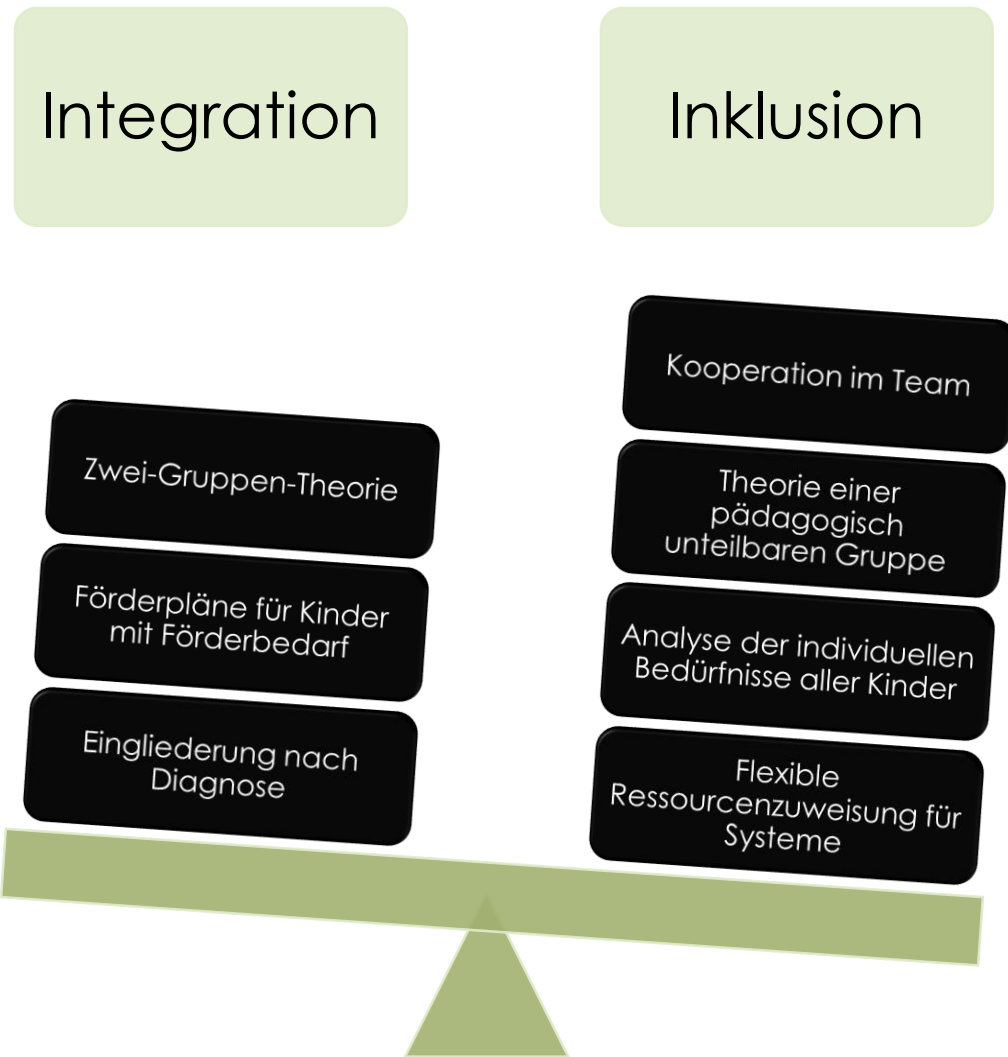 Integration
Inklusion
Zwei-Gruppen-Theorie
Förderpläne für Kinder
mit Förderbedarf
Eingliederung nach
Diagnose
Kooperation im Team
Theorie einer
pädagogisch
unteilbaren Gruppe
Analyse der individuellen
Bedürfnisse aller Kinder
Flexible
Ressourcenzuweisung für
Systeme